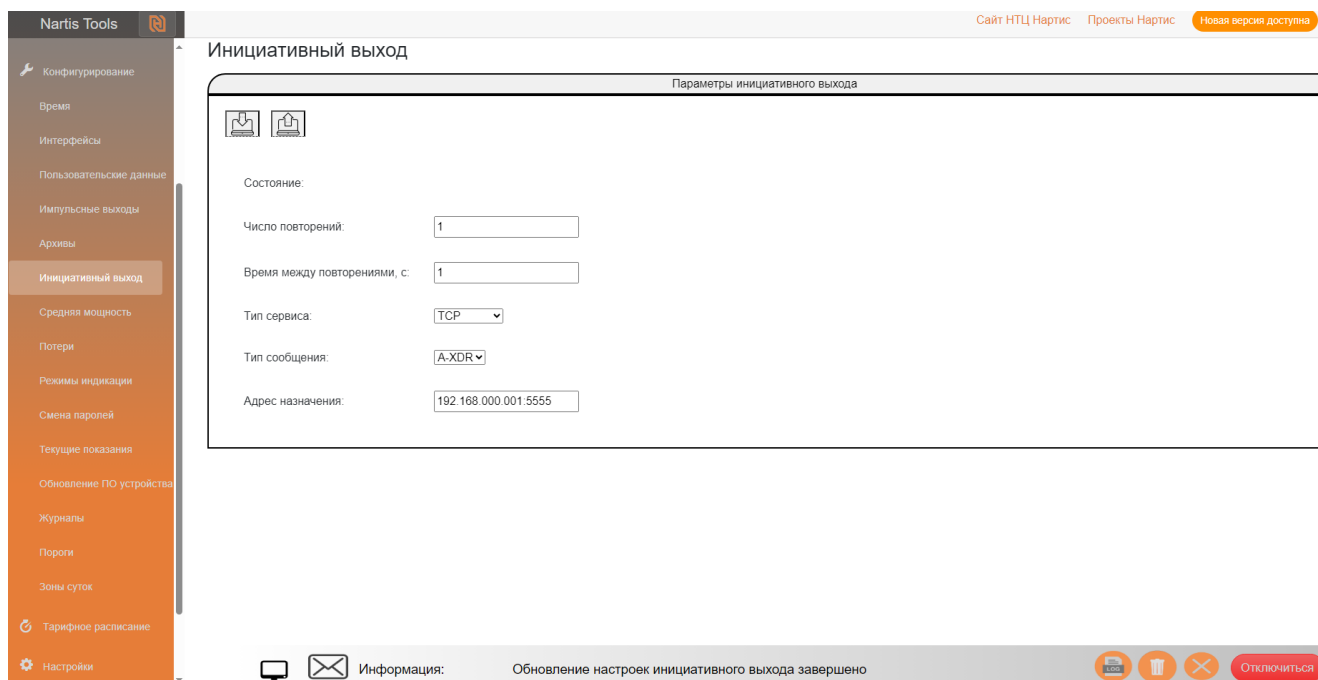 Nartis Tools
Сайт НТЦ Нартис Проекты Нартис Новая версия доступна
Конфигурирование
Время
Интерфейсы
Пользовательские данные
Импульсные выходы
Архивы
Инициативный выход
Средняя мощность
Потери
Режимы индикации
Смена паролей
Текущие показания
Обновление ПО устройства
Журналы
Пороги
Зоны суток
Тарифное расписание
Настройки
Инициативный выход
Параметры инициативного выхода
Состояние:
Число повторений: 1
Время между повторениями, с: 1
Тип сервиса: TCP
Тип сообщения: A-XDR
Адрес назначения: 192.168.000.001:5555
Информация: Обновление настроек инициативного выхода завершено
LOG
Отключиться